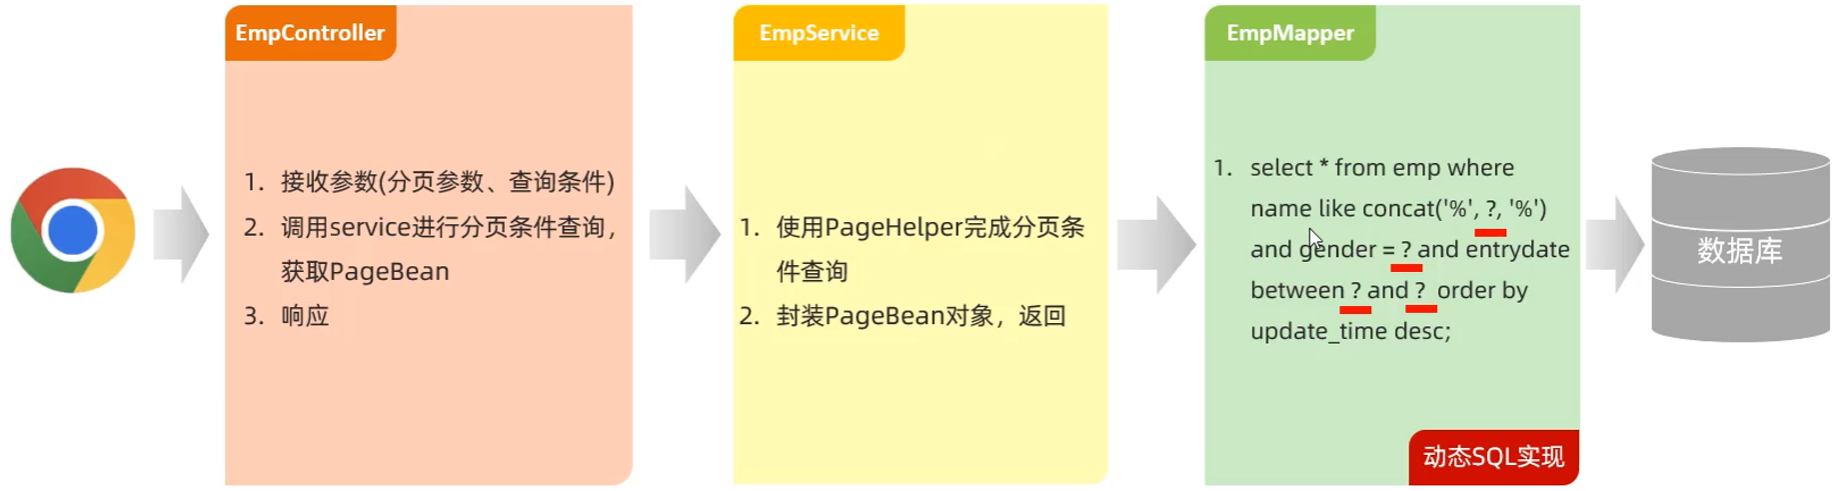 EmpController
1. 接收参数(分页参数、查询条件)
2. 调用service进行分页条件查询，
获取PageBean
3. 响应
EmpService
1. 使用PageHelper完成分页条
件查询
2. 封装PageBean对象，返回
EmpMapper
1. select * from emp where
name like concat('%', ?, '%')
and gender = ? and entrydate
between ? and ? order by
update_time desc;
动态SQL实现
数据库